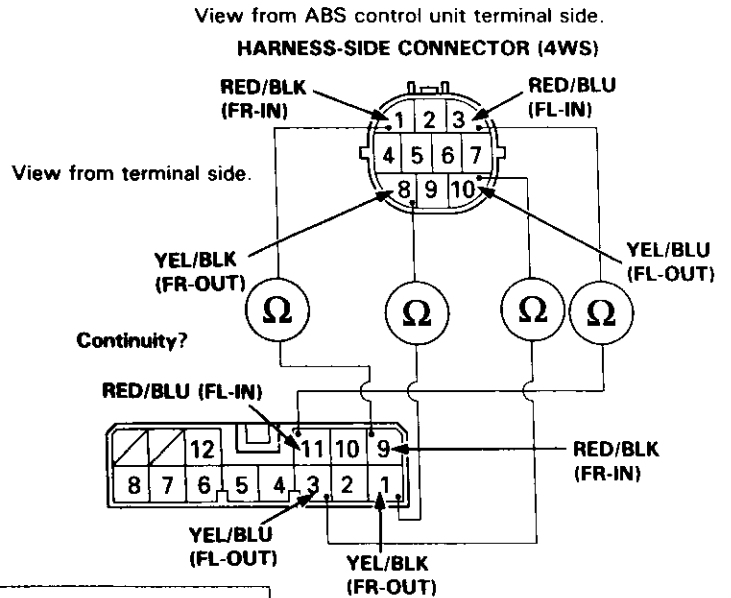 View from ABS control unit terminal side.
HARNESS-SIDE CONNECTOR (4WS)
RED/BLK
(FR-IN)
RED/BLU
(FL-IN)
1 2 3
4 5 6 7
8 9 10
View from terminal side.
YEL/BLK
(FR-OUT)
YEL/BLU
(FL-OUT)
Ω Ω Ω Ω
Continuity?
RED/BLU (FL-IN)
12 11 10 9
8 7 6 5 4 3 2 1
RED/BLK
(FR-IN)
YEL/BLU
(FL-OUT)
YEL/BLK
(FR-OUT)